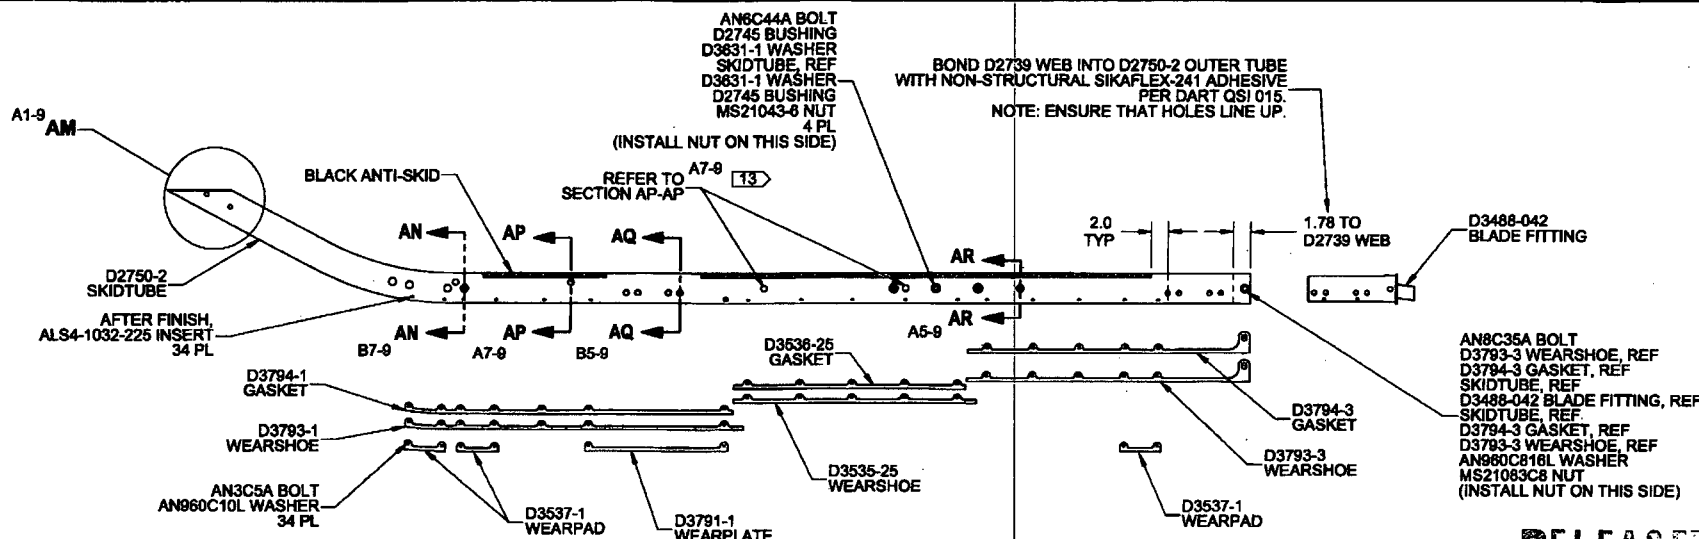 AN6C44A BOLT
D2745 BUSHING
D3631-1 WASHER
SKIDTUBE, REF
D3631-1 WASHER
D2745 BUSHING
MS21043-6 NUT
4 PL
(INSTALL NUT ON THIS SIDE)
BOND D2739 WEB INTO D2750-2 OUTER TUBE
WITH NON-STRUCTURAL SIKAFLEX-241 ADHESIVE
PER DART QSI 015.
NOTE: ENSURE THAT HOLES LINE UP.
A1-9
AM
BLACK ANTI-SKID
REFER TO
SECTION AP-AP
A7-9
13
AN
AP
AQ
AR
2.0
TYP
1.78 TO
D2739 WEB
D3488-042
BLADE FITTING
D2750-2
SKIDTUBE
AFTER FINISH,
ALS4-1032-225 INSERT
34 PL
AN
AP
AQ
AR
B7-9
A7-9
B5-9
A5-9
D3536-25
GASKET
D3794-1
GASKET
D3793-1
WEARSHOE
AN3C5A BOLT
AN960C10L WASHER
34 PL
D3537-1
WEARPAD
D3791-1
WEARPLATE
D3535-25
WEARSHOE
D3794-3
GASKET
D3793-3
WEARSHOE
D3537-1
WEARPAD
AN8C35A BOLT
D3793-3 WEARSHOE, REF
D3794-3 GASKET, REF
SKIDTUBE, REF
D3488-042 BLADE FITTING, REF
SKIDTUBE, REF.
D3794-3 GASKET, REF
D3793-3 WEARSHOE, REF
AN960C816L WASHER
MS21083C8 NUT
(INSTALL NUT ON THIS SIDE)